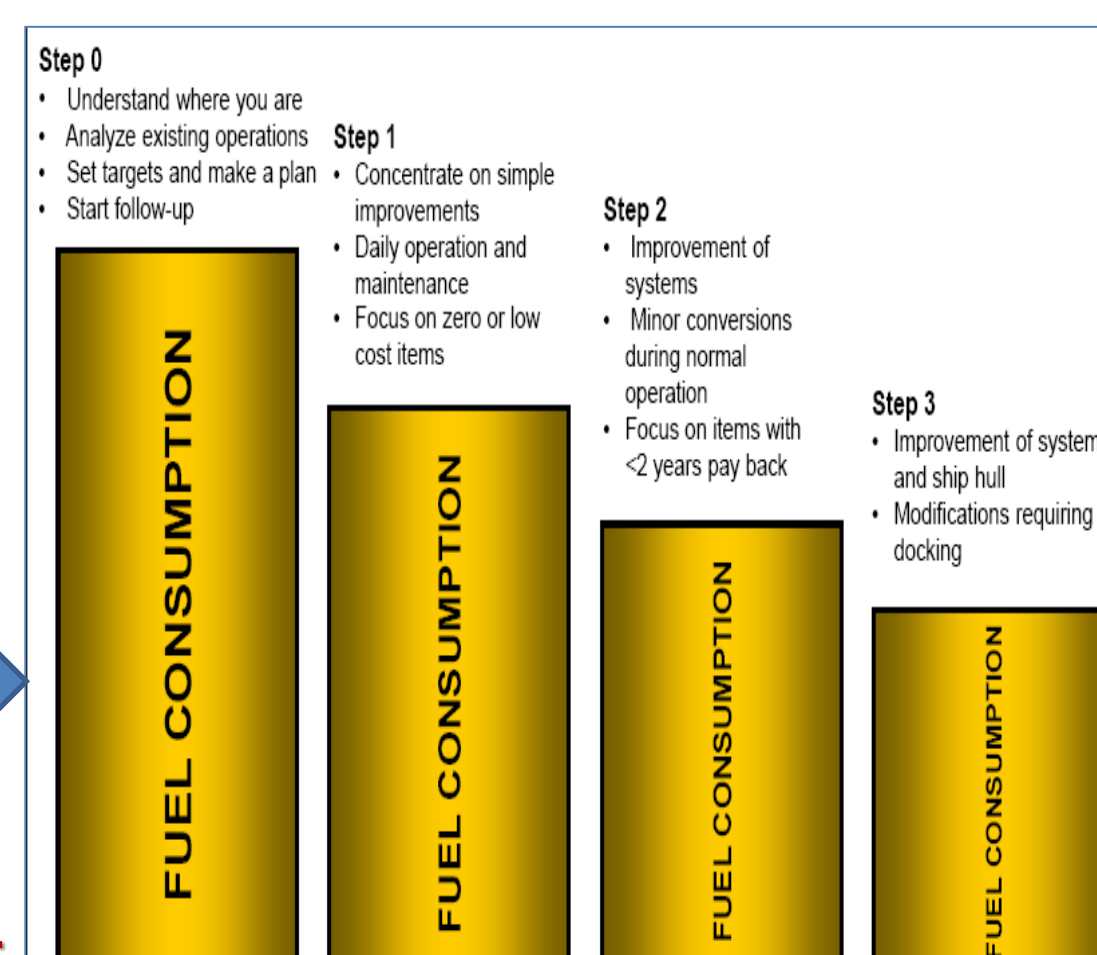 Step 0
• Understand where you are
• Analyze existing operations
• Set targets and make a plan
• Start follow-up
Step 1
• Concentrate on simple
improvements
• Daily operation and
maintenance
• Focus on zero or low
cost items
Step 2
• Improvement of
systems
• Minor conversions
during normal
operation
• Focus on items with
<2 years pay back
Step 3
• Improvement of system
and ship hull
• Modifications requiring
docking
FUEL CONSUMPTION
FUEL CONSUMPTION
FUEL CONSUMPTION
FUEL CONSUMPTION